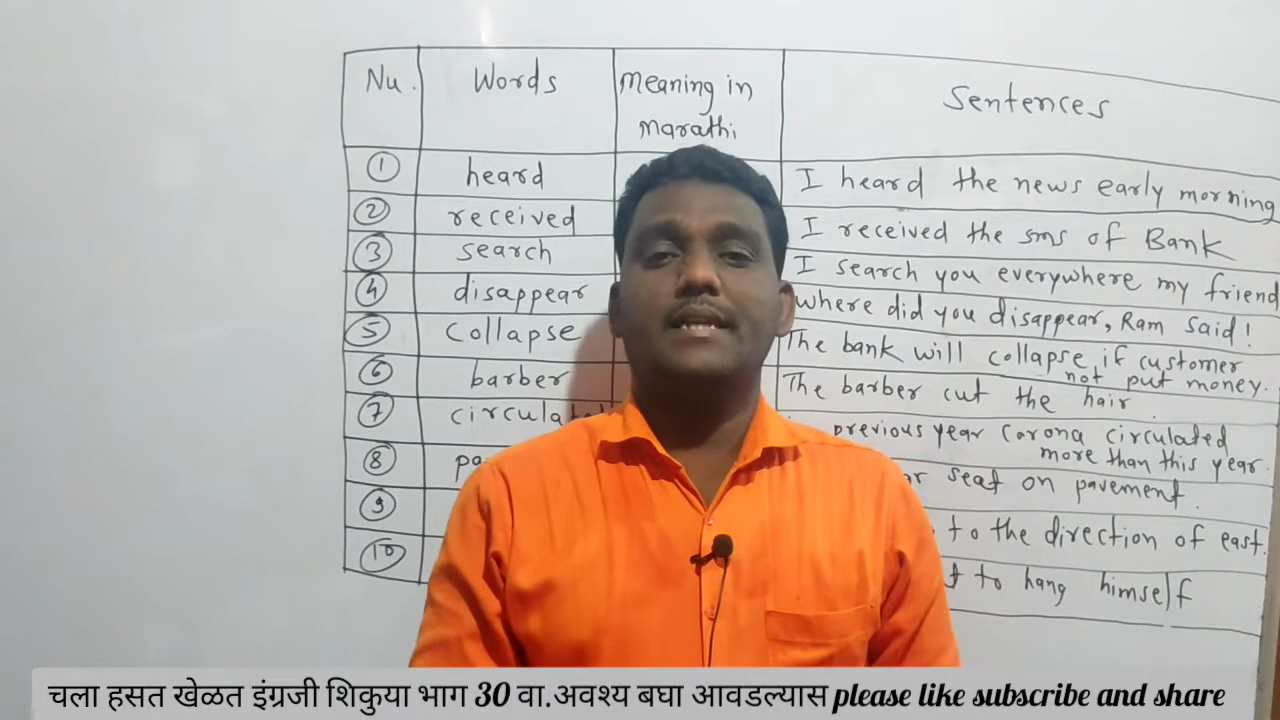 Nu. Words Meaning in Marathi Sentences
1 heard I heard the news early morning
2 received I received the sms of Bank
3 search I search you everywhere my friend
4 disappear where did you disappear, Ram said!
5 collapse The bank will collapse if customer
not put money.
6 barber The barber cut the hair.
7 previous year corona circulated
more than this year.
8 seat on pavement.
9 to the direction of east.
10 to hang himself
चला हसत खेळत इंग्रजी शिकुया भाग 30 वा.अवश्य बघा आवडल्यास please like subscribe and share